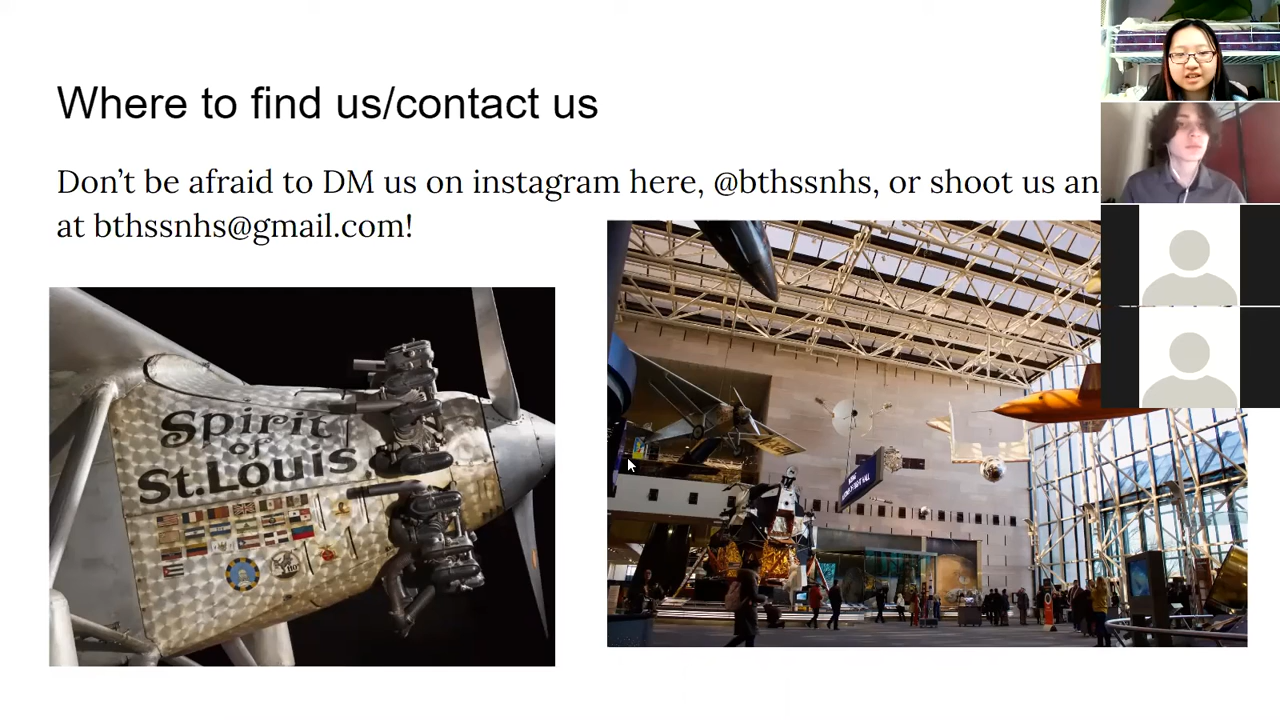 Where to find us/contact us
Don't be afraid to DM us on instagram here, @bthssnhs, or shoot us an
at bthssnhs@gmail.com!
Spirit
of
St.Louis